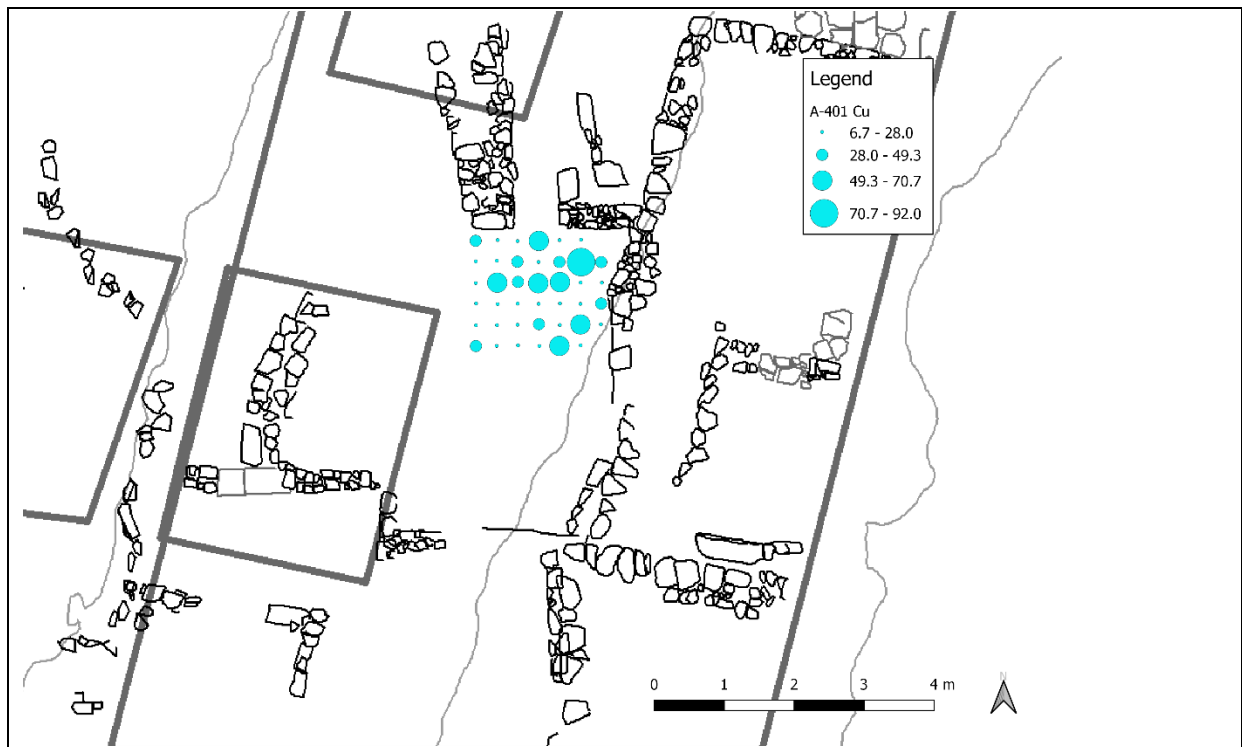 Legend
A-401 Cu
6.7 - 28.0
28.0 - 49.3
49.3 - 70.7
70.7 - 92.0
0 1 2 3 4 m
N